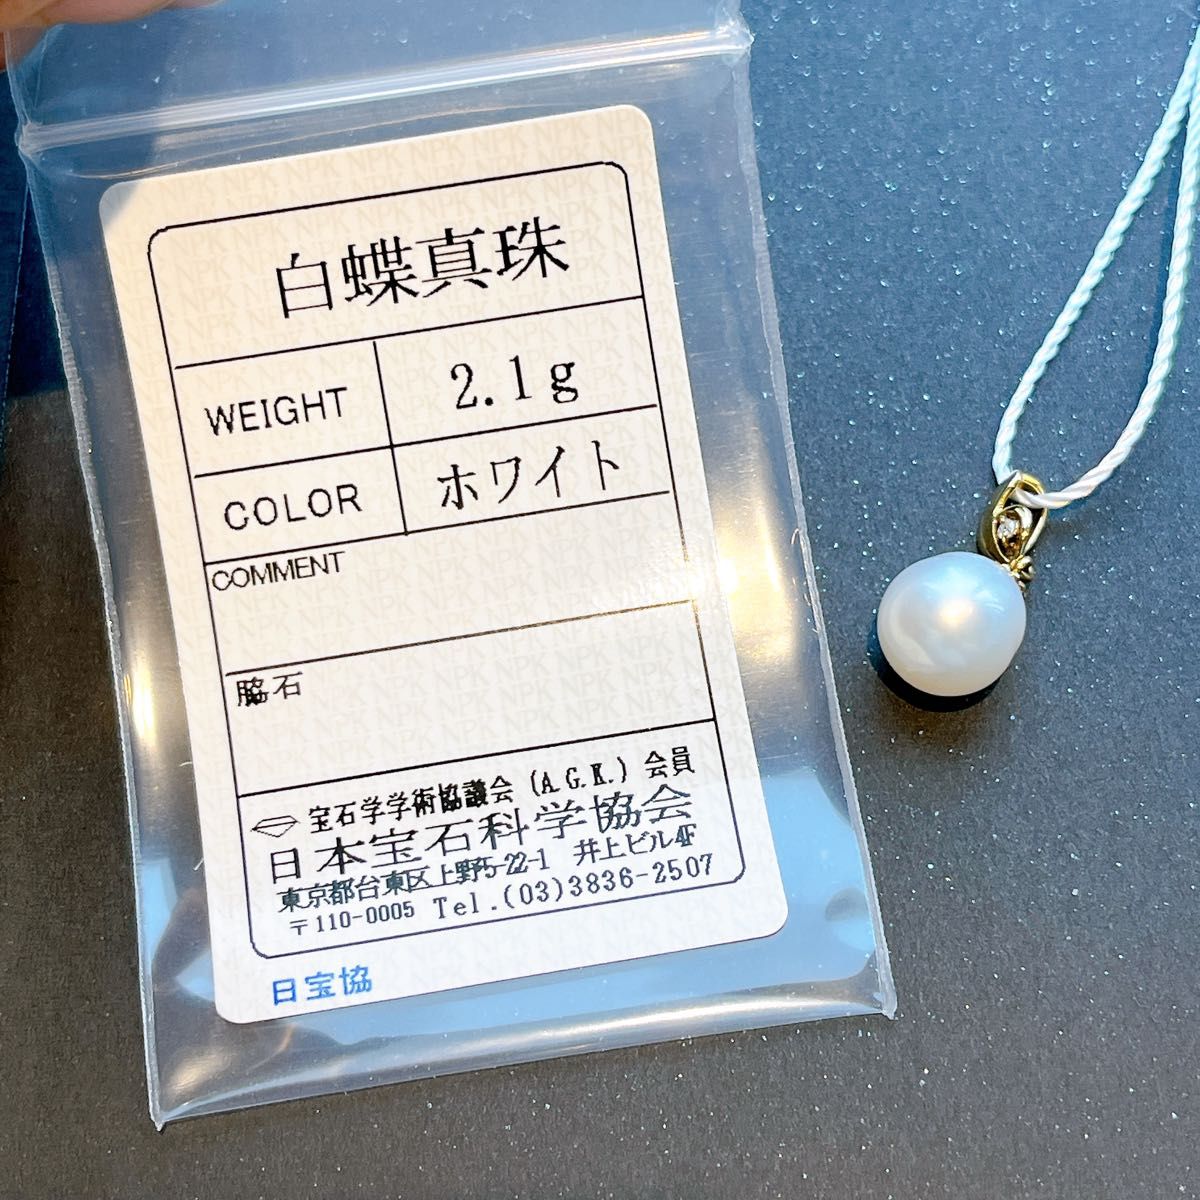 白蝶真珠
WEIGHT 2.1g
COLOR ホワイト
COMMENT
脇石
宝石学学術協議会 (A.G.K.) 会員
日本宝石科学協会
東京都台東区上野5-22-1 井上ビル4F
〒110-0005 Tel.(03)3836-2507
日宝協